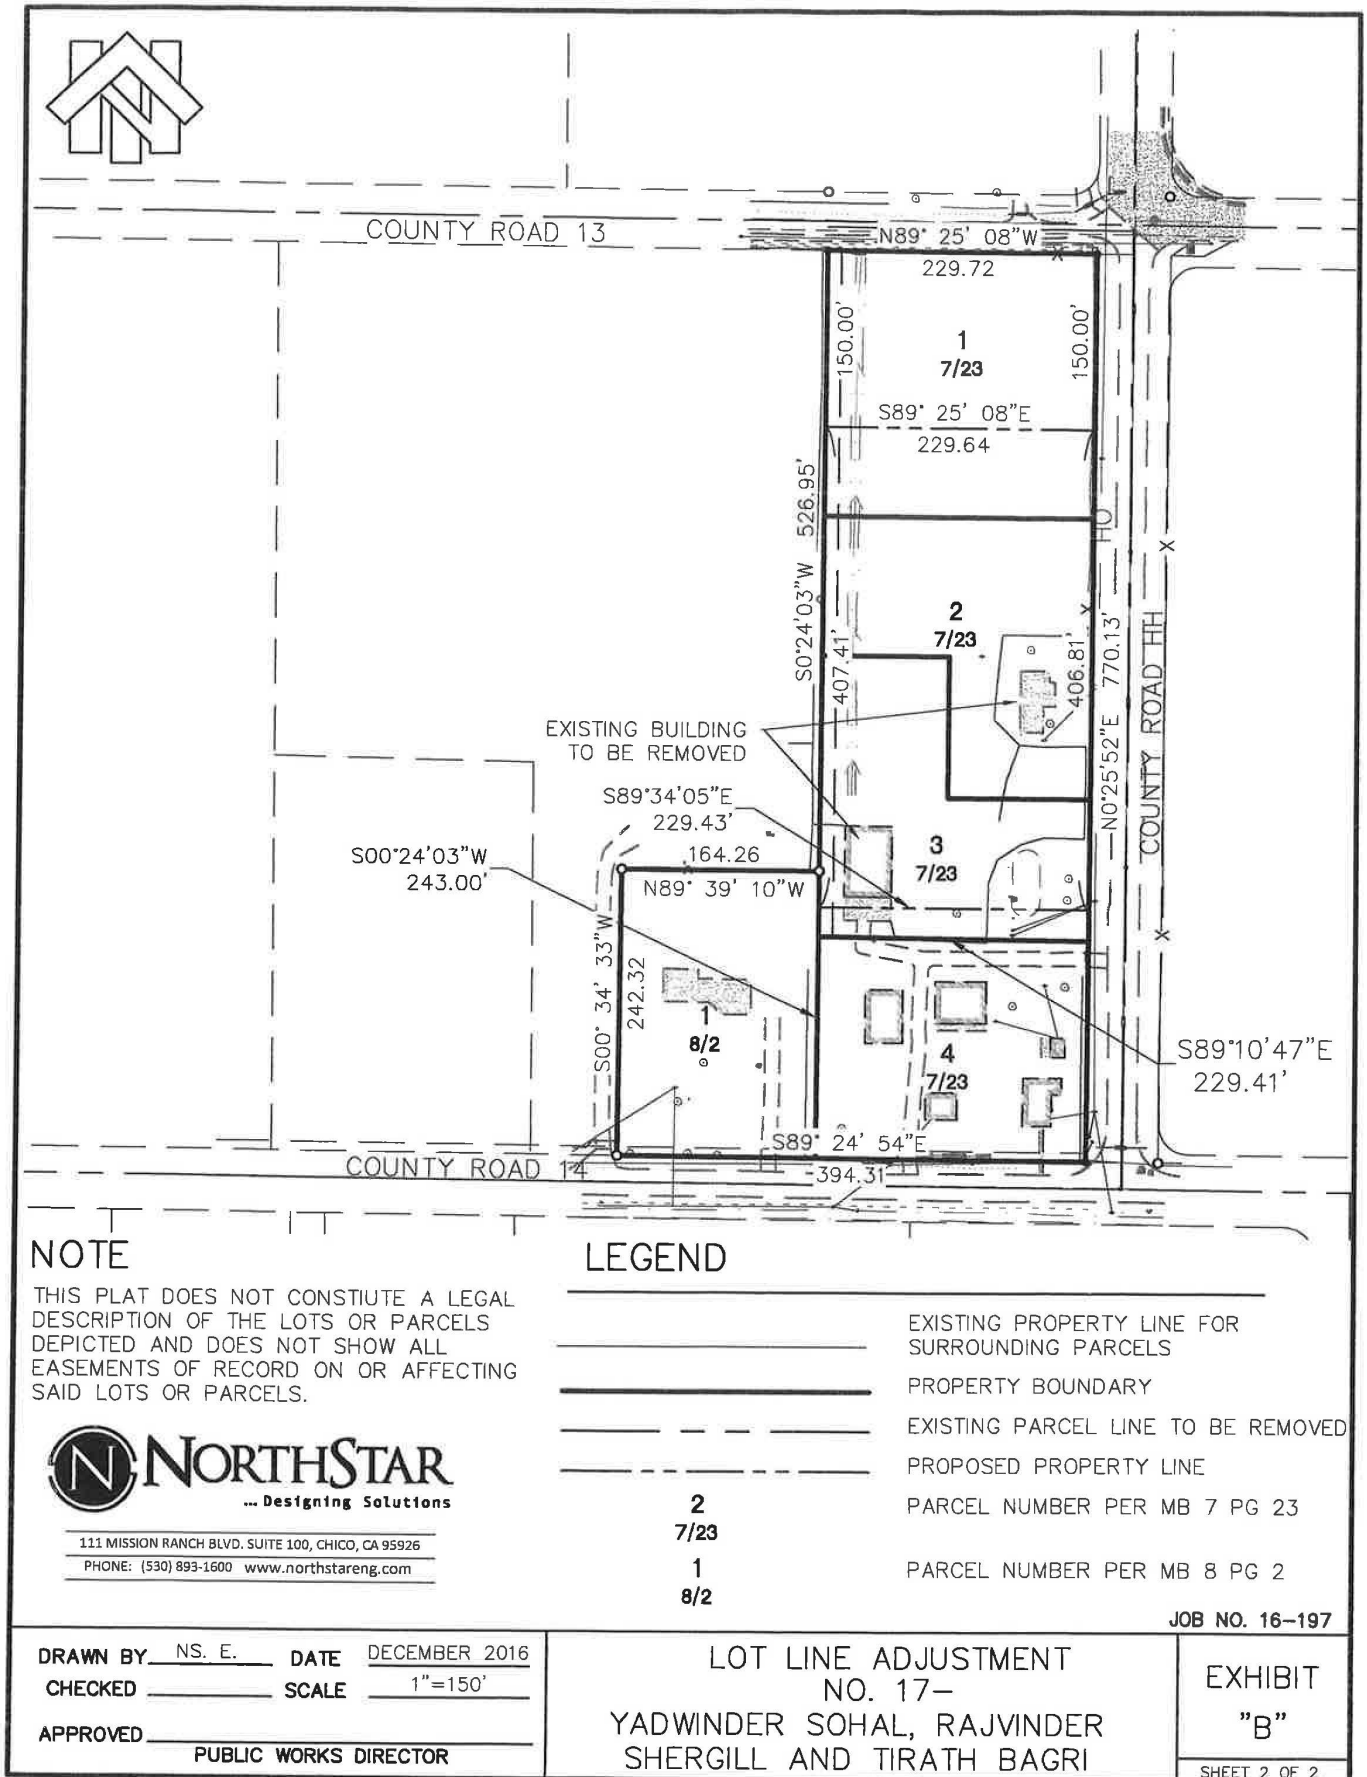 COUNTY ROAD 13
N89° 25' 08"W
229.72
150.00'
1
7/23
150.00'
S89° 25' 08"E
229.64
S0°24'03"W 526.95'
OH
2
7/23
407.41'
406.81'
N0°25'52"E 770.13'
COUNTY ROAD HH
EXISTING BUILDING
TO BE REMOVED
S89°34'05"E
229.43'
3
7/23
S00°24'03"W
243.00'
164.26
N89° 39' 10"W
S00° 34' 33"W
242.32
1
8/2
4
7/23
S89°10'47"E
229.41'
S89° 24' 54"E
394.31
COUNTY ROAD 14
NOTE
THIS PLAT DOES NOT CONSTIUTE A LEGAL
DESCRIPTION OF THE LOTS OR PARCELS
DEPICTED AND DOES NOT SHOW ALL
EASEMENTS OF RECORD ON OR AFFECTING
SAID LOTS OR PARCELS.
LEGEND
EXISTING PROPERTY LINE FOR
SURROUNDING PARCELS
PROPERTY BOUNDARY
EXISTING PARCEL LINE TO BE REMOVED
PROPOSED PROPERTY LINE
2
7/23
PARCEL NUMBER PER MB 7 PG 23
1
8/2
PARCEL NUMBER PER MB 8 PG 2
N NORTHSTAR
... Designing Solutions
111 MISSION RANCH BLVD. SUITE 100, CHICO, CA 95926
PHONE: (530) 893-1600 www.northstareng.com
JOB NO. 16-197
DRAWN BY NS. E. DATE DECEMBER 2016
CHECKED SCALE 1"=150'
APPROVED
PUBLIC WORKS DIRECTOR
LOT LINE ADJUSTMENT
NO. 17-
YADWINDER SOHAL, RAJVINDER
SHERGILL AND TIRATH BAGRI
EXHIBIT
"B"
SHEET 2 OF 2